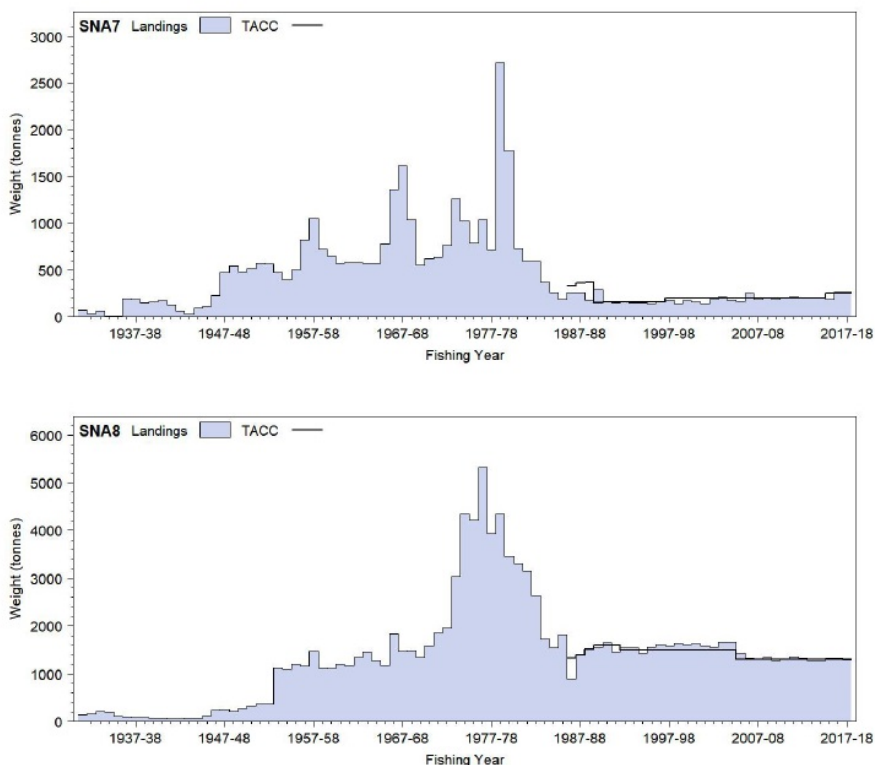 SNA7 Landings TACC
3000
2500
2000
1500
1000
500
0
Weight (tonnes)
1937-38 1947-48 1957-58 1967-68 1977-78 1987-88 1997-98 2007-08 2017-18
Fishing Year
SNA8 Landings TACC
6000
5000
4000
3000
2000
1000
0
Weight (tonnes)
1937-38 1947-48 1957-58 1967-68 1977-78 1987-88 1997-98 2007-08 2017-18
Fishing Year